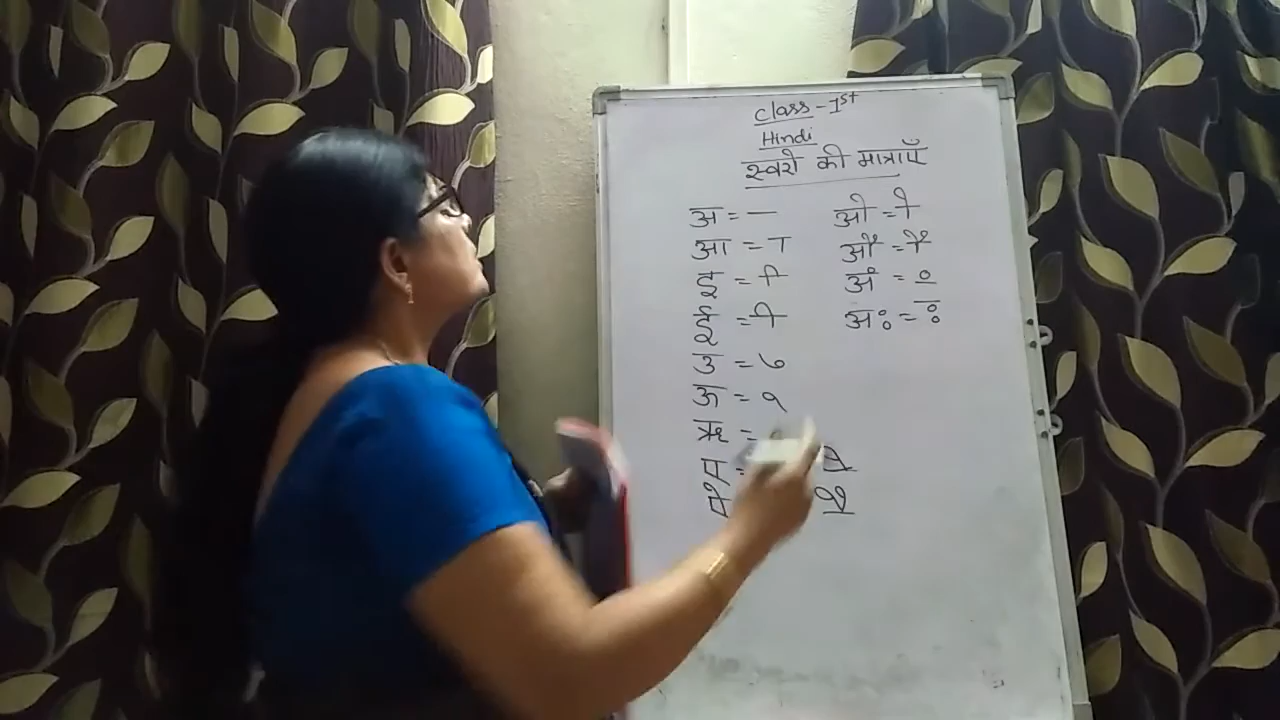 Class - 1st
Hindi
स्वरो की मात्राएँ
अ = —
आ = ा
इ = ि
ई = ी
उ = ु
ऊ = ू
ऋ =
ए =
ऐ
ओ = ो
औ = ौ
अं = ं
अः = ः